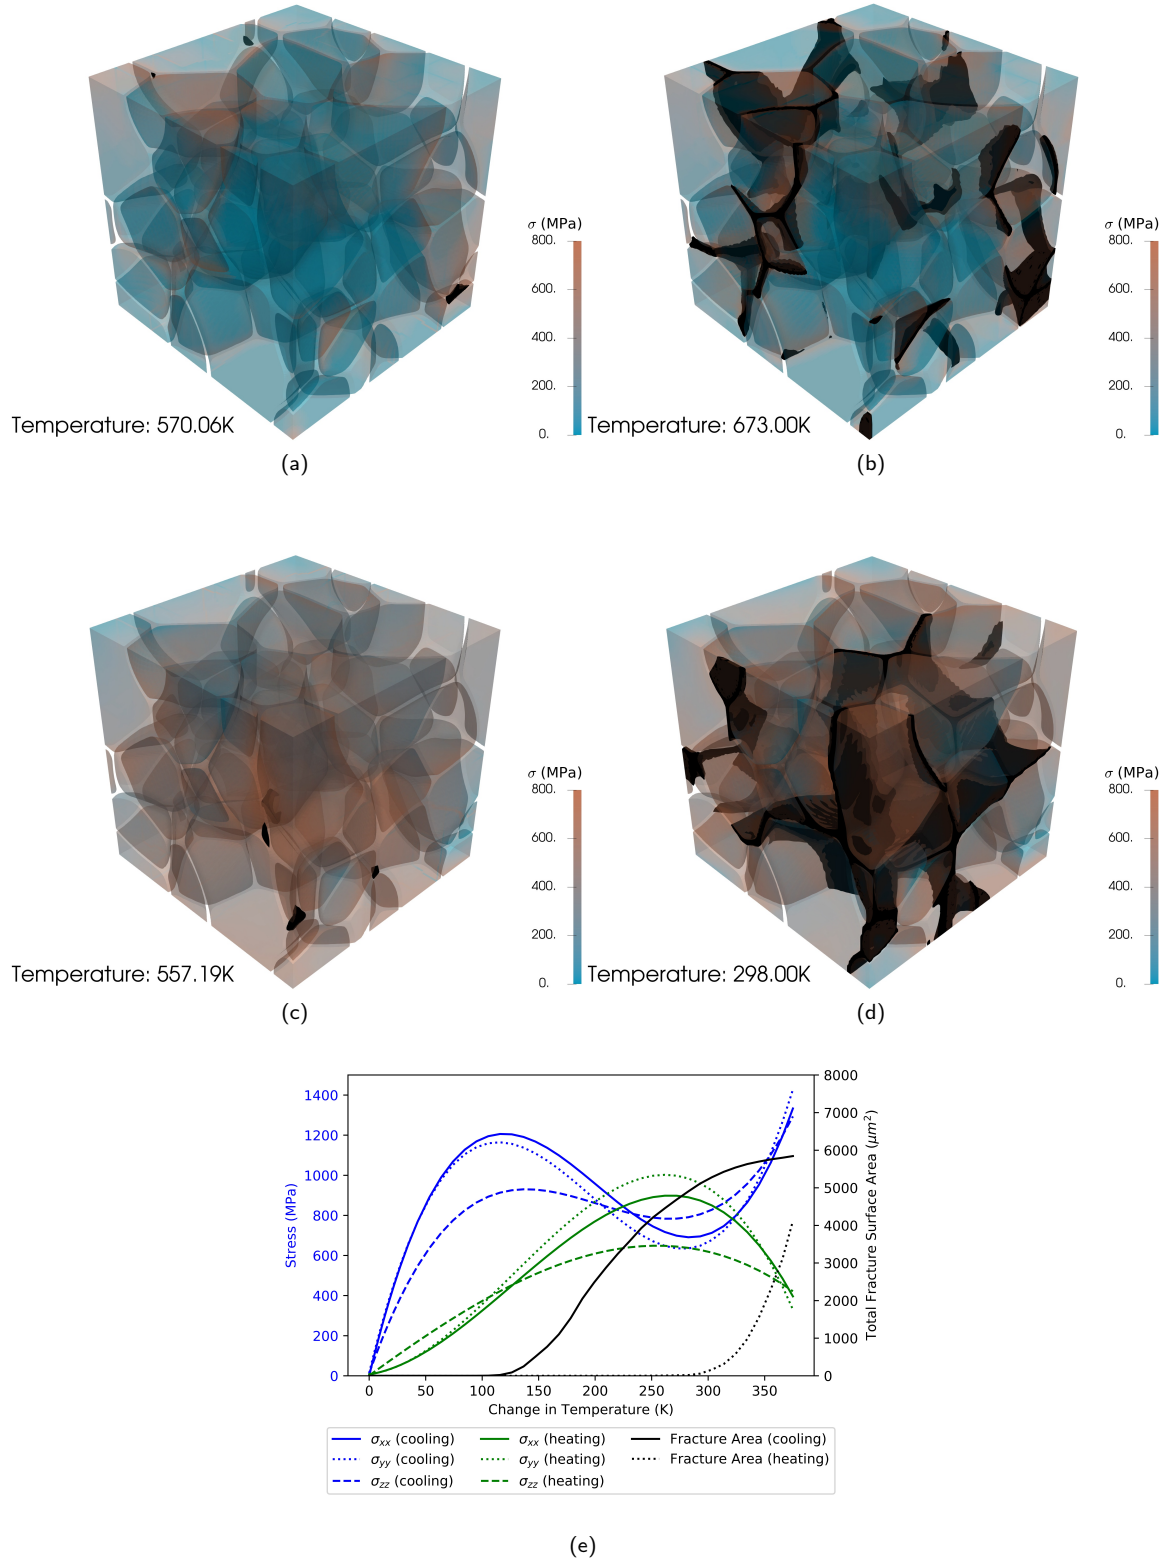 σ (MPa)
800.
600.
400.
200.
0.
Temperature: 570.06K
(a)
σ (MPa)
800.
600.
400.
200.
0.
Temperature: 673.00K
(b)
σ (MPa)
800.
600.
400.
200.
0.
Temperature: 557.19K
(c)
σ (MPa)
800.
600.
400.
200.
0.
Temperature: 298.00K
(d)
Stress (MPa)
1400
1200
1000
800
600
400
200
0
8000
7000
6000
5000
4000
3000
2000
1000
0
Total Fracture Surface Area (μm²)
0 50 100 150 200 250 300 350
Change in Temperature (K)
σxx (cooling) σxx (heating) Fracture Area (cooling)
σyy (cooling) σyy (heating) Fracture Area (heating)
σzz (cooling) σzz (heating)
(e)